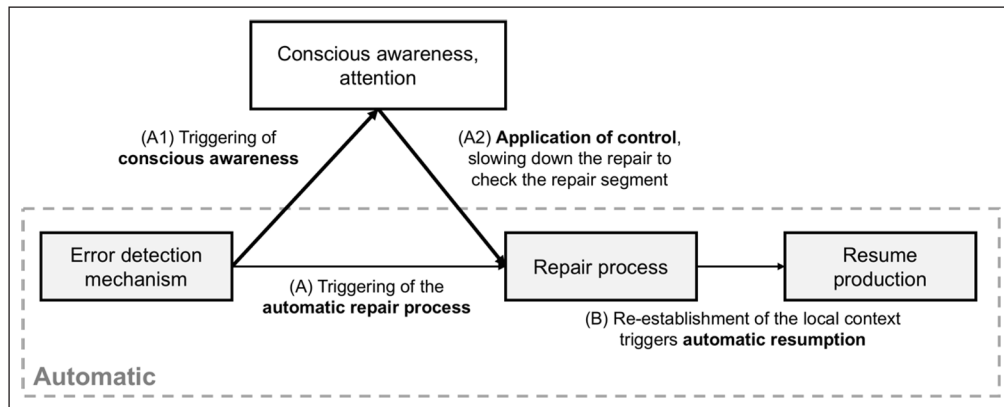 Conscious awareness,
attention
(A1) Triggering of
conscious awareness
(A2) Application of control,
slowing down the repair to
check the repair segment
Error detection
mechanism
(A) Triggering of the
automatic repair process
Repair process
Resume
production
(B) Re-establishment of the local context
triggers automatic resumption
Automatic